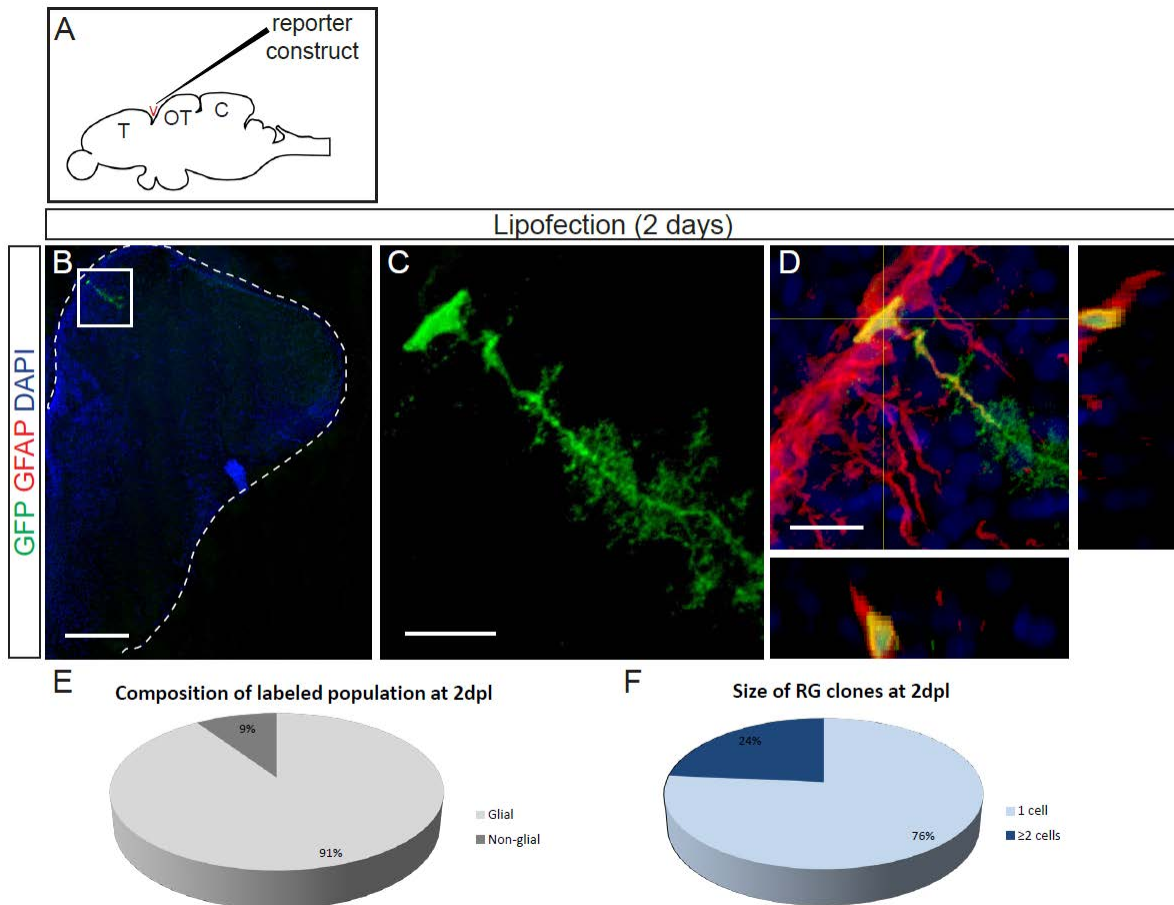 A
reporter
construct
V
T
OT
C
Lipofection (2 days)
GFP GFAP DAPI
B
C
D
E
Composition of labeled population at 2dpl
9%
91%
Glial
Non-glial
F
Size of RG clones at 2dpl
24%
76%
1 cell
≥2 cells